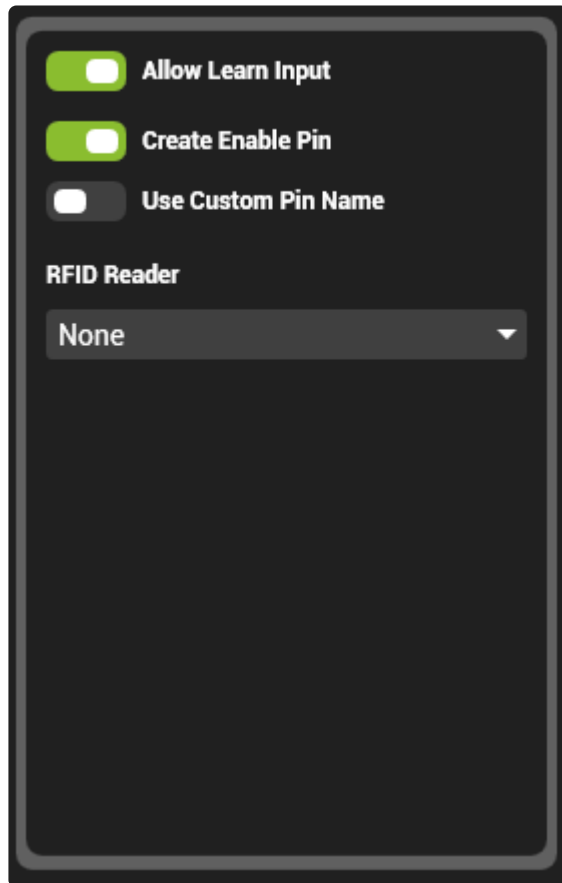 Allow Learn Input
Create Enable Pin
Use Custom Pin Name
RFID Reader
None